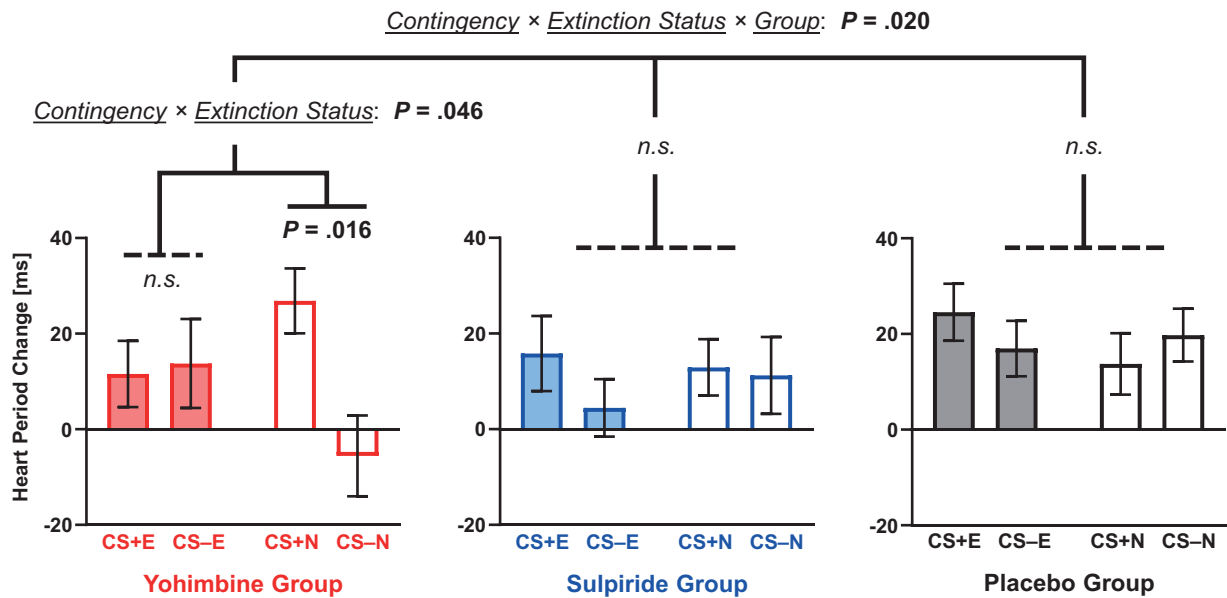 Contingency × Extinction Status × Group: P = .020
Contingency × Extinction Status: P = .046
n.s.
n.s.
P = .016
n.s.
Heart Period Change [ms]
40
20
0
-20
CS+E CS–E CS+N CS–N
Yohimbine Group
40
20
0
-20
CS+E CS–E CS+N CS–N
Sulpiride Group
40
20
0
-20
CS+E CS–E CS+N CS–N
Placebo Group